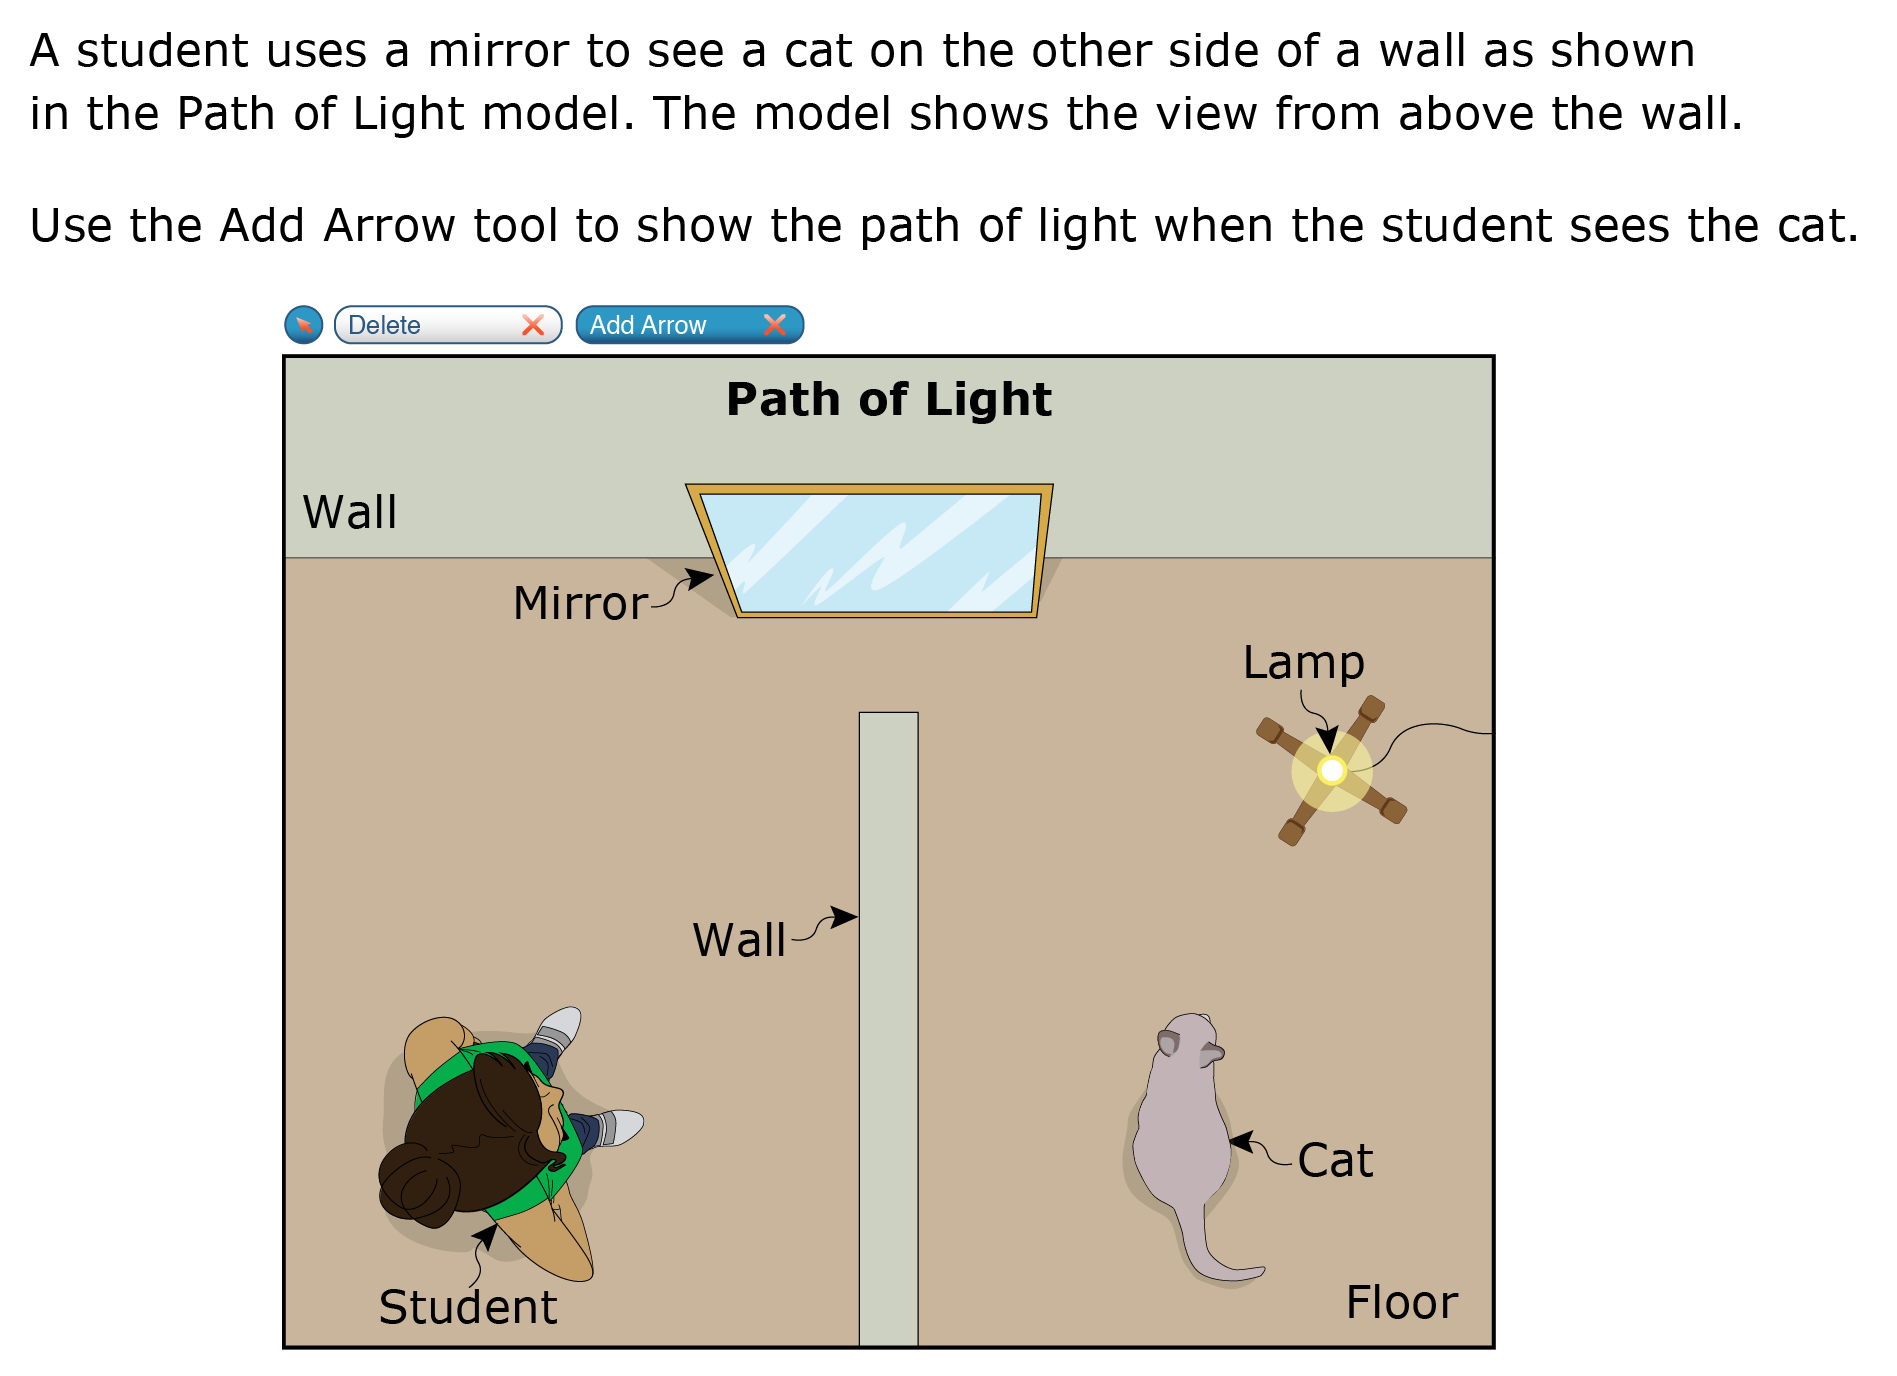 A student uses a mirror to see a cat on the other side of a wall as shown
in the Path of Light model. The model shows the view from above the wall.
Use the Add Arrow tool to show the path of light when the student sees the cat.
Delete
Add Arrow
Path of Light
Wall
Mirror
Lamp
Wall
Cat
Floor
Student